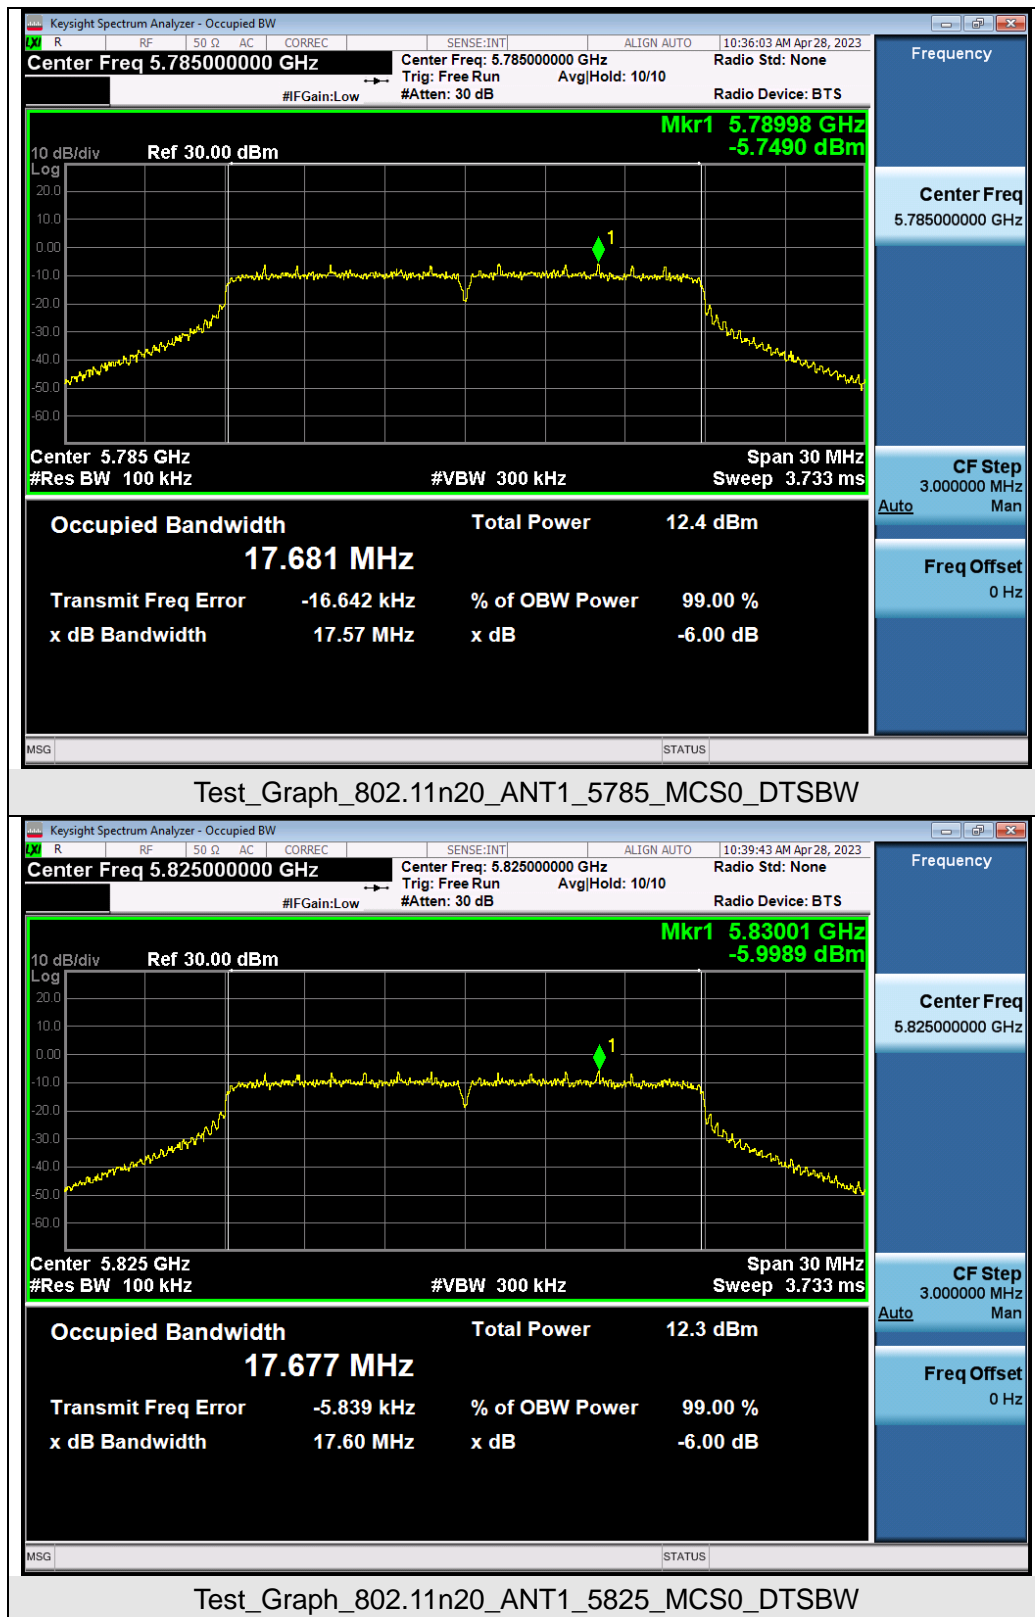 Keysight Spectrum Analyzer - Occupied BW
LXI R RF 50 Ω AC CORREC SENSE:INT ALIGN AUTO 10:36:03 AM Apr 28, 2023
Center Freq 5.785000000 GHz Center Freq: 5.785000000 GHz Radio Std: None
Trig: Free Run Avg|Hold: 10/10
#IFGain:Low #Atten: 30 dB Radio Device: BTS
Frequency
Mkr1 5.78998 GHz
-5.7490 dBm
10 dB/div Ref 30.00 dBm
Log
20.0
10.0
0.00
-10.0
-20.0
-30.0
-40.0
-50.0
-60.0
1
Center 5.785 GHz Span 30 MHz
#Res BW 100 kHz #VBW 300 kHz Sweep 3.733 ms
Center Freq
5.785000000 GHz
CF Step
3.000000 MHz
Auto Man
Freq Offset
0 Hz
Occupied Bandwidth Total Power 12.4 dBm
17.681 MHz
Transmit Freq Error -16.642 kHz % of OBW Power 99.00 %
x dB Bandwidth 17.57 MHz x dB -6.00 dB
MSG STATUS
Test_Graph_802.11n20_ANT1_5785_MCS0_DTSBW
Keysight Spectrum Analyzer - Occupied BW
LXI R RF 50 Ω AC CORREC SENSE:INT ALIGN AUTO 10:39:43 AM Apr 28, 2023
Center Freq 5.825000000 GHz Center Freq: 5.825000000 GHz Radio Std: None
Trig: Free Run Avg|Hold: 10/10
#IFGain:Low #Atten: 30 dB Radio Device: BTS
Frequency
Mkr1 5.83001 GHz
-5.9989 dBm
10 dB/div Ref 30.00 dBm
Log
20.0
10.0
0.00
-10.0
-20.0
-30.0
-40.0
-50.0
-60.0
1
Center 5.825 GHz Span 30 MHz
#Res BW 100 kHz #VBW 300 kHz Sweep 3.733 ms
Center Freq
5.825000000 GHz
CF Step
3.000000 MHz
Auto Man
Freq Offset
0 Hz
Occupied Bandwidth Total Power 12.3 dBm
17.677 MHz
Transmit Freq Error -5.839 kHz % of OBW Power 99.00 %
x dB Bandwidth 17.60 MHz x dB -6.00 dB
MSG STATUS
Test_Graph_802.11n20_ANT1_5825_MCS0_DTSBW